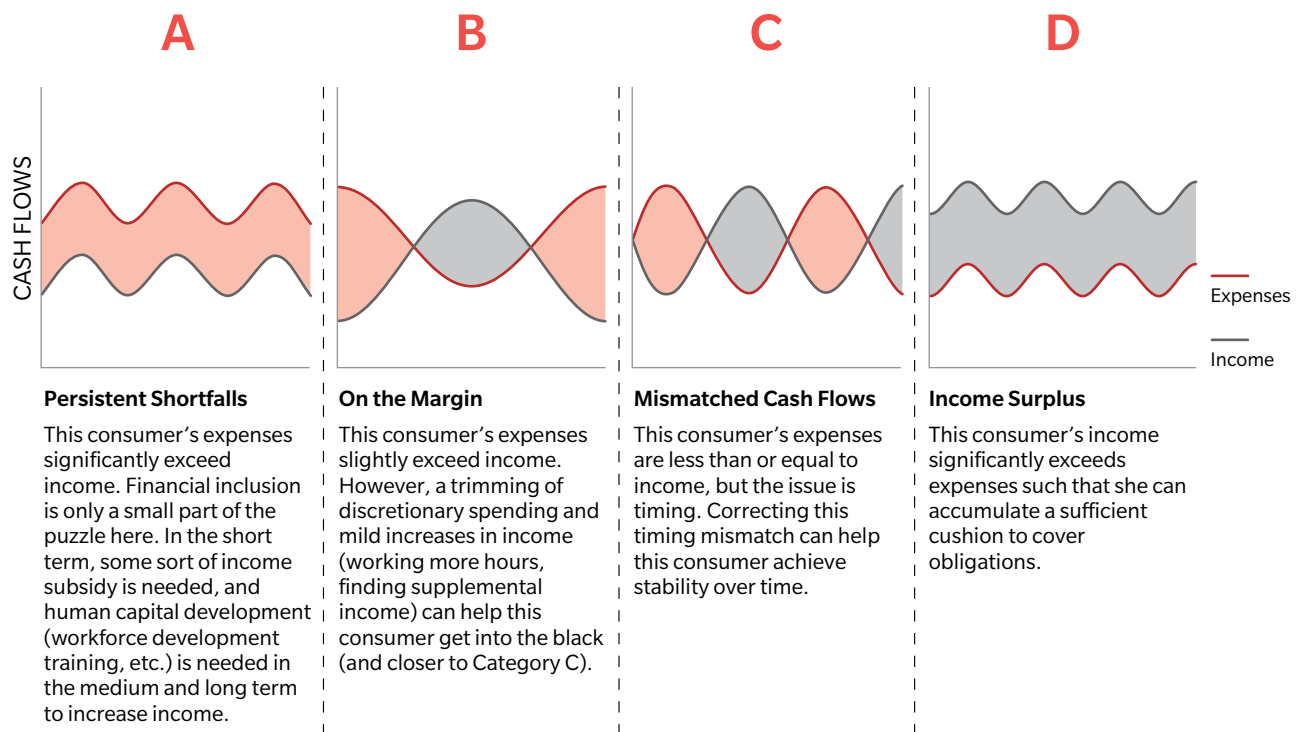 A
B
C
D
CASH FLOWS
Expenses
Income
Persistent Shortfalls
This consumer’s expenses
significantly exceed
income. Financial inclusion
is only a small part of the
puzzle here. In the short
term, some sort of income
subsidy is needed, and
human capital development
(workforce development
training, etc.) is needed in
the medium and long term
to increase income.
On the Margin
This consumer’s expenses
slightly exceed income.
However, a trimming of
discretionary spending and
mild increases in income
(working more hours,
finding supplemental
income) can help this
consumer get into the black
(and closer to Category C).
Mismatched Cash Flows
This consumer’s expenses
are less than or equal to
income, but the issue is
timing. Correcting this
timing mismatch can help
this consumer achieve
stability over time.
Income Surplus
This consumer’s income
significantly exceeds
expenses such that she can
accumulate a sufficient
cushion to cover
obligations.